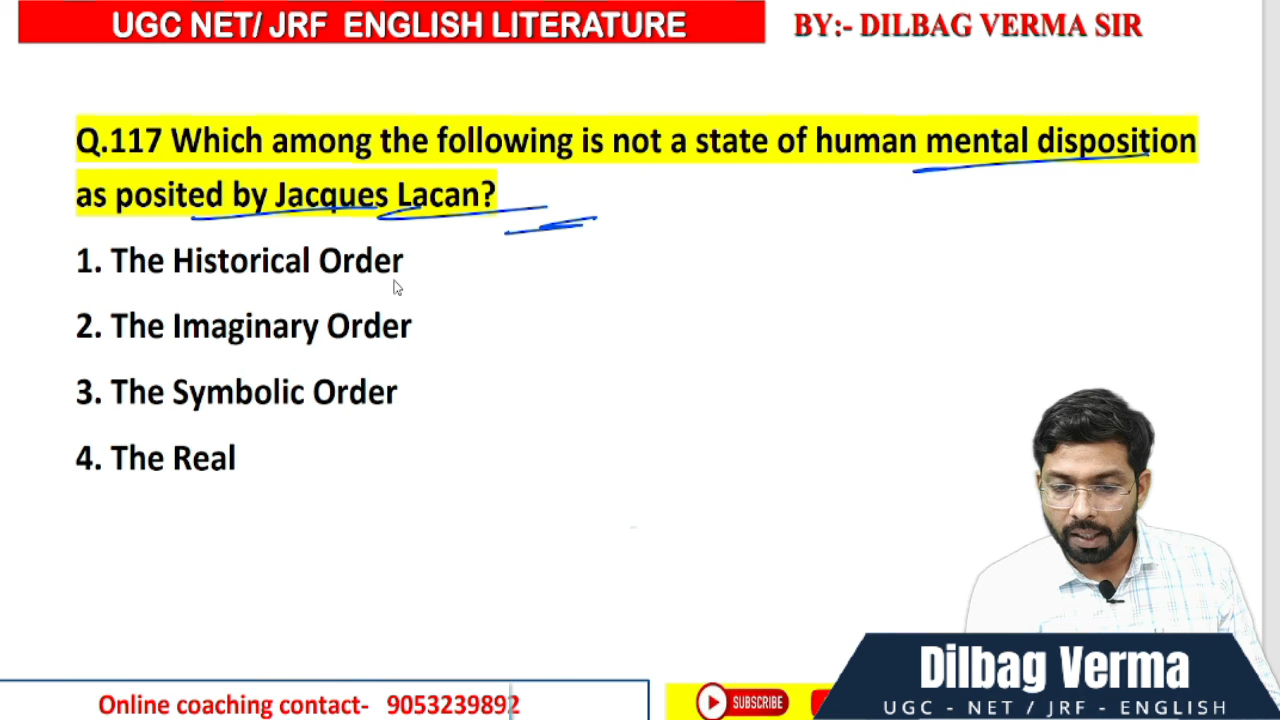 UGC NET/ JRF ENGLISH LITERATURE
BY:- DILBAG VERMA SIR
Q.117 Which among the following is not a state of human mental disposition
as posited by Jacques Lacan?
1. The Historical Order
2. The Imaginary Order
3. The Symbolic Order
4. The Real
Dilbag Verma
UGC - NET / JRF - ENGLISH
Online coaching contact- 9053239892
SUBSCRIBE